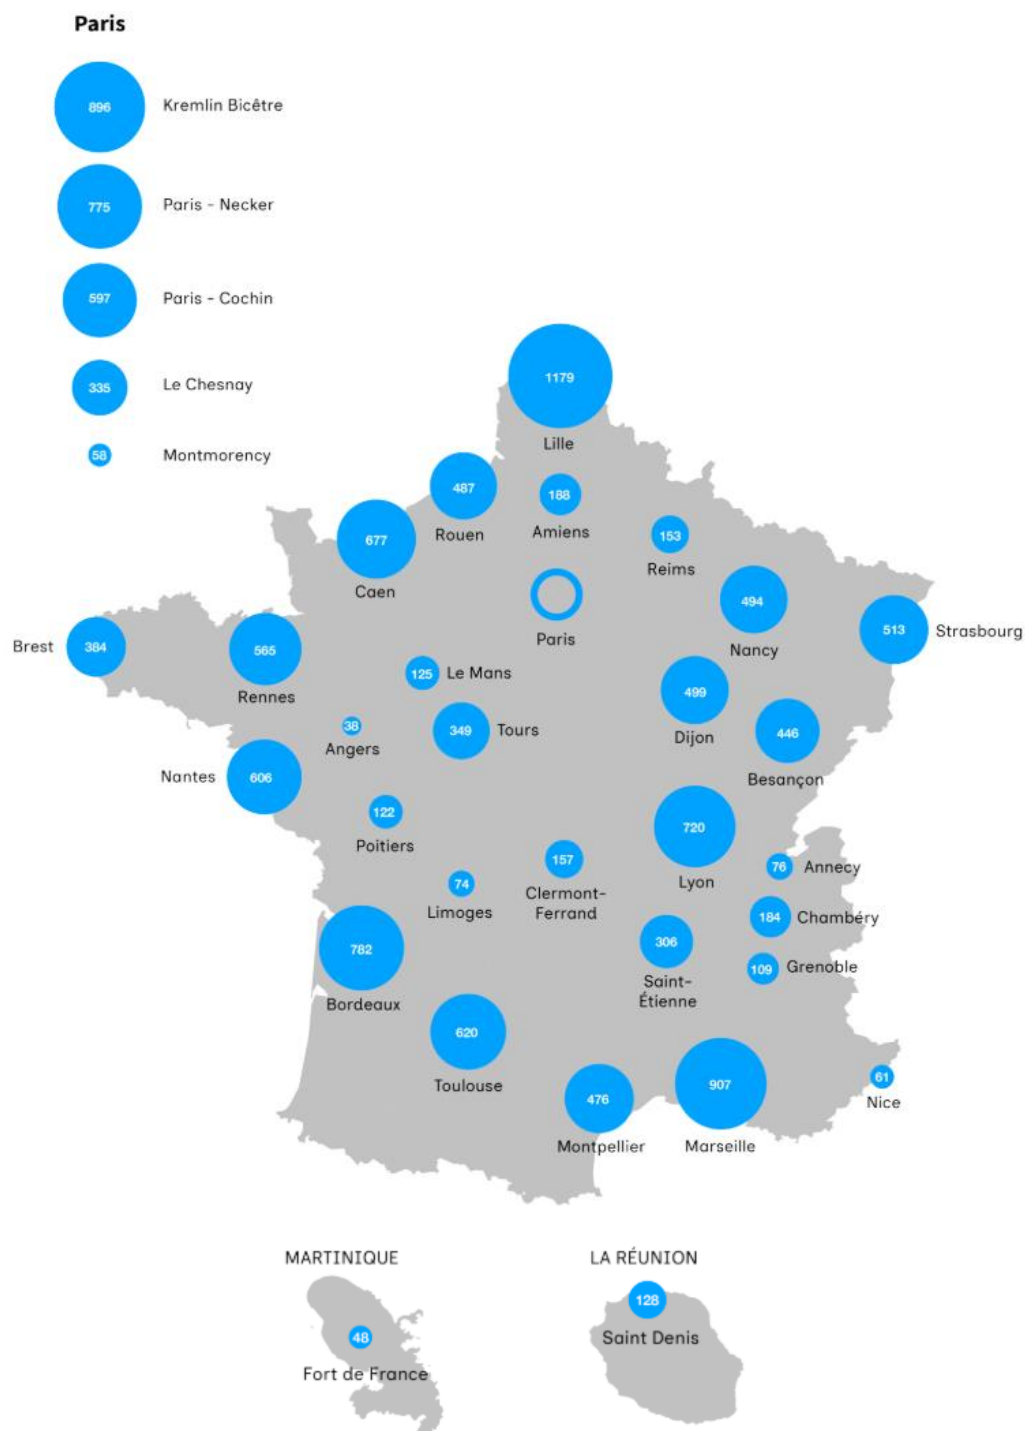 Paris
896 Kremlin Bicêtre
775 Paris - Necker
597 Paris - Cochin
335 Le Chesnay
58 Montmorency
1179
Lille
487
Rouen
188
Amiens
677
Caen
153
Reims
Paris
494
Nancy
513 Strasbourg
Brest 384
565
Rennes
125 Le Mans
499
Dijon
38
Angers
349 Tours
446
Besançon
Nantes 606
122
Poitiers
720
Lyon
157
Clermont-
Ferrand
76 Annecy
74
Limoges
184 Chambéry
782
Bordeaux
306
Saint-
Étienne
109 Grenoble
620
Toulouse
476
Montpellier
907
Marseille
61
Nice
MARTINIQUE
48
Fort de France
LA RÉUNION
128
Saint Denis